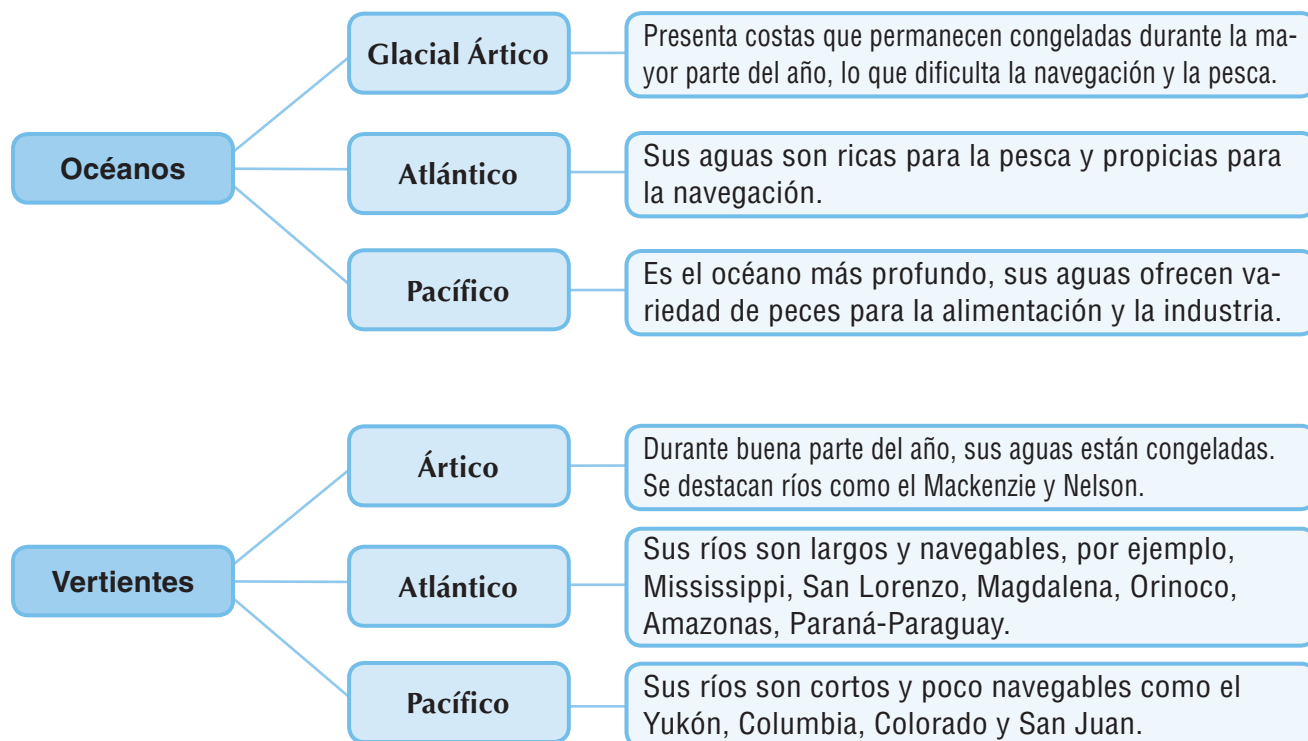 Glacial Ártico
Presenta costas que permanecen congeladas durante la ma-
yor parte del año, lo que dificulta la navegación y la pesca.
Océanos
Atlántico
Sus aguas son ricas para la pesca y propicias para
la navegación.
Pacífico
Es el océano más profundo, sus aguas ofrecen va-
riedad de peces para la alimentación y la industria.
Ártico
Durante buena parte del año, sus aguas están congeladas.
Se destacan ríos como el Mackenzie y Nelson.
Vertientes
Atlántico
Sus ríos son largos y navegables, por ejemplo,
Mississippi, San Lorenzo, Magdalena, Orinoco,
Amazonas, Paraná-Paraguay.
Pacífico
Sus ríos son cortos y poco navegables como el
Yukón, Columbia, Colorado y San Juan.